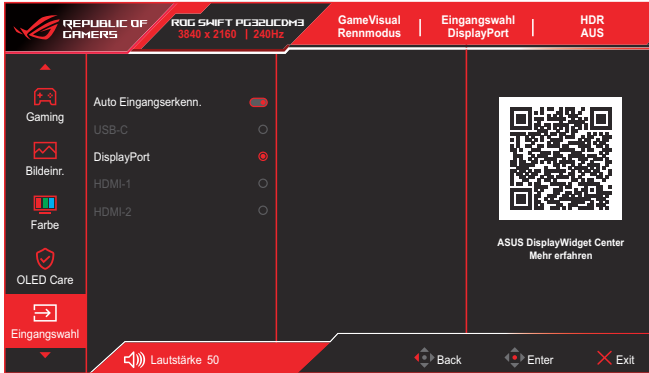 REPUBLIC OF
GAMERS
ROG SWIFT PG32UCDM3
3840 x 2160 | 240Hz
GameVisual
Rennmodus
Eingangswahl
DisplayPort
HDR
AUS
Gaming
Bildeinr.
Farbe
OLED Care
Eingangswahl
Auto Eingangserkenn.
USB-C
DisplayPort
HDMI-1
HDMI-2
ASUS DisplayWidget Center
Mehr erfahren
Lautstärke 50
Back
Enter
Exit